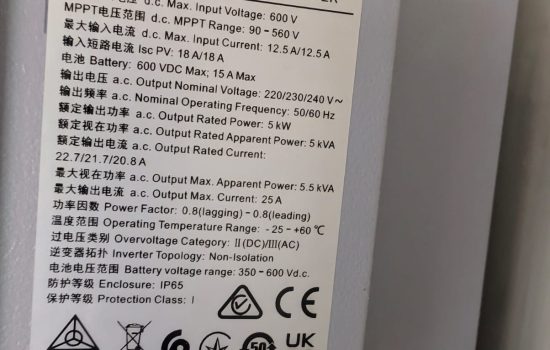 d.c. Max. Input Voltage: 600 V
MPPT电压范围 d.c. MPPT Range: 90 - 560 V
最大输入电流 d.c. Max. Input Current: 12.5 A/12.5 A
输入短路电流 Isc PV: 18 A/18 A
电池 Battery: 600 VDC Max; 15 A Max
输出电压 a.c. Output Nominal Voltage: 220/230/240 V~
输出频率 a.c. Nominal Operating Frequency: 50/60 Hz
额定输出功率 a.c. Output Rated Power: 5 kW
额定视在功率 a.c. Output Rated Apparent Power: 5 kVA
额定输出电流 a.c. Output Rated Current:
22.7/21.7/20.8 A
最大视在功率 a.c. Output Max. Apparent Power: 5.5 kVA
最大输出电流 a.c. Output Max. Current: 25 A
功率因数 Power Factor: 0.8(lagging) - 0.8(leading)
温度范围 Operating Temperature Range: - 25 - +60℃
过电压类别 Overvoltage Category: II(DC)/III(AC)
逆变器拓扑 Inverter Topology: Non-Isolation
电池电压范围 Battery voltage range: 350 - 600 Vd.c.
防护等级 Enclosure: IP65
保护等级 Protection Class: I
CE
UK